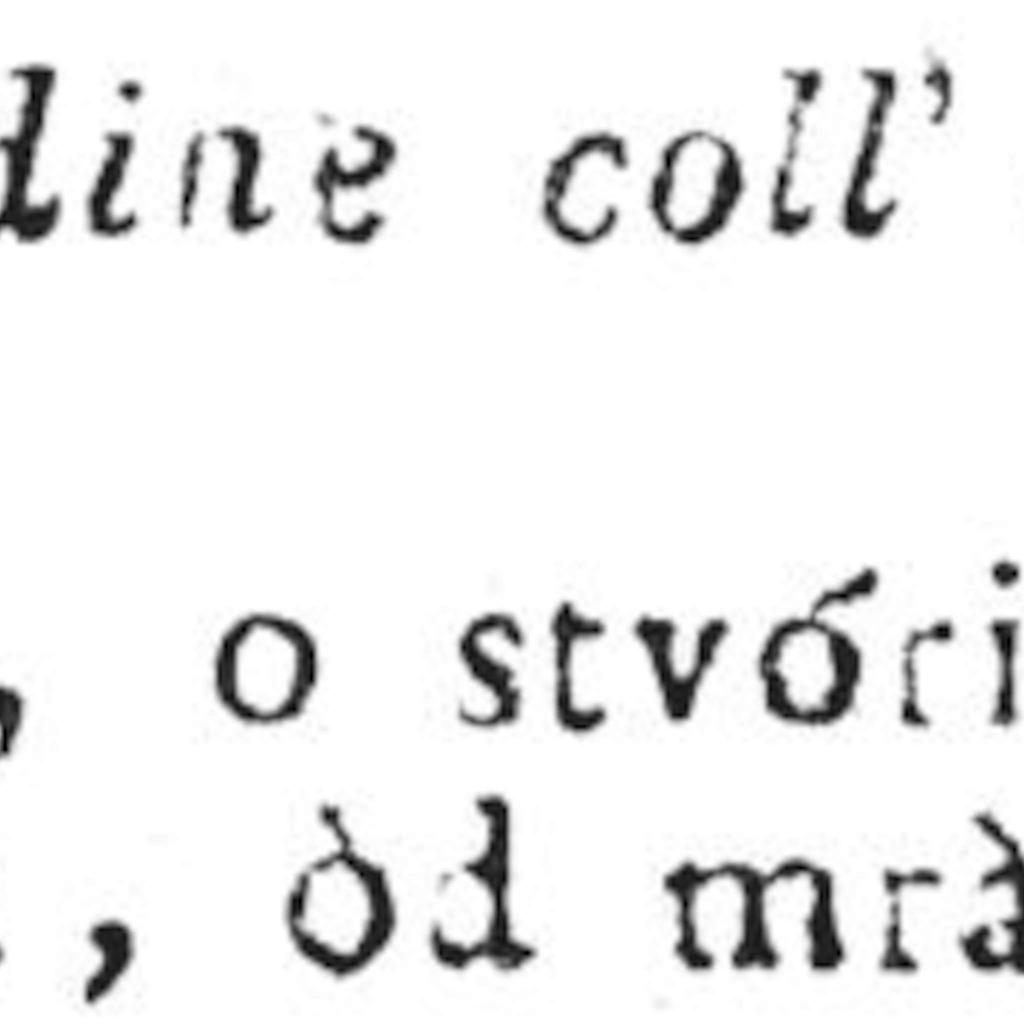 dine coll'
, o stvóri
, òd mrà